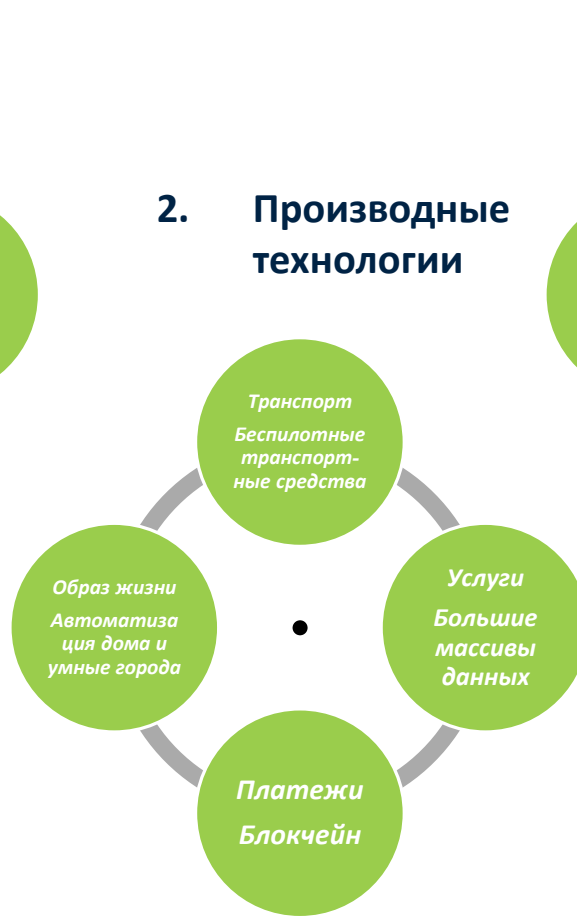 2. Производные
технологии
Транспорт
Беспилотные
транспорт-
ные средства
Образ жизни
Автоматиза
ция дома и
умные города
Услуги
Большие
массивы
данных
Платежи
Блокчейн